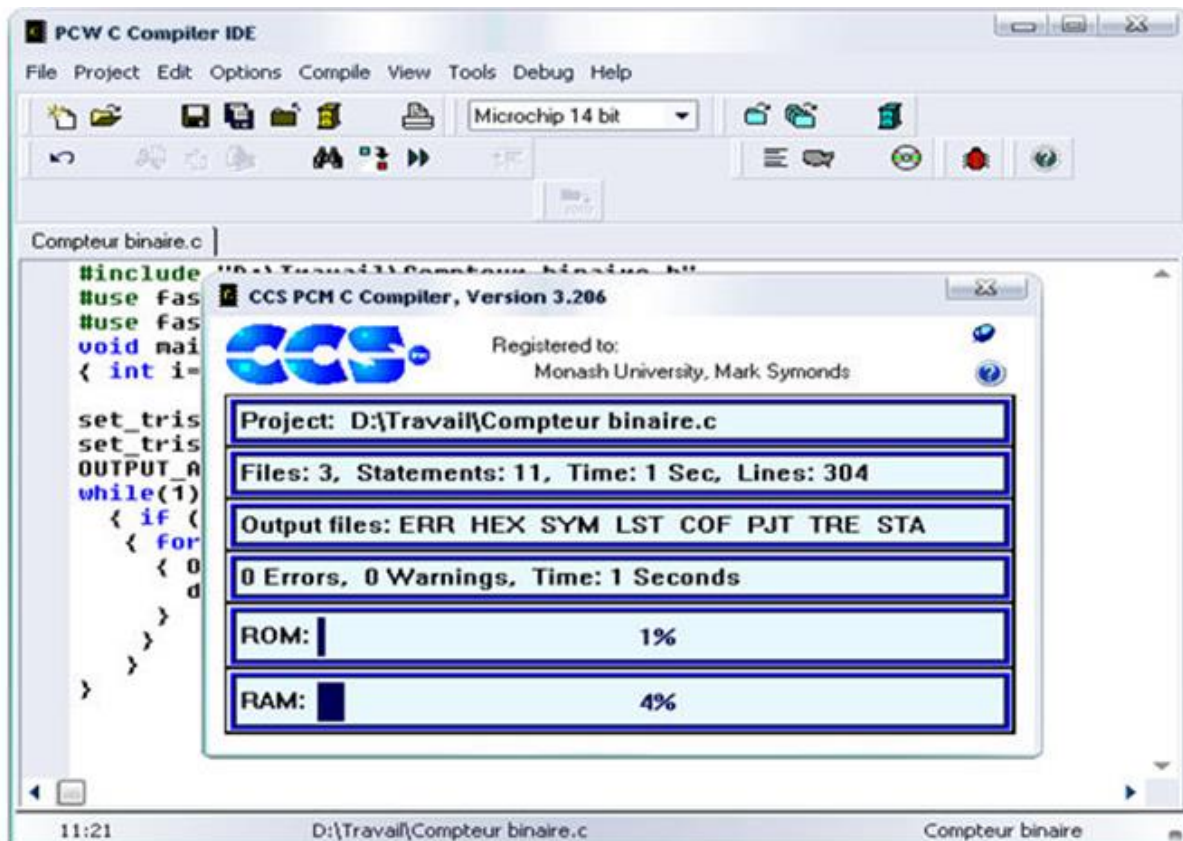 PCW C Compiler IDE
File Project Edit Options Compile View Tools Debug Help
Microchip 14 bit
Compteur binaire.c
#include "D:\Travail\Compteur binaire.h"
#use fas
#use fas
void mai
{ int i=
set_tris
set_tris
OUTPUT_A
while(1)
{ if (
{ for
{ O
d
}
}
}
}
CCS PCM C Compiler, Version 3.206
CCS
Registered to:
Monash University, Mark Symonds
Project: D:\Travail\Compteur binaire.c
Files: 3, Statements: 11, Time: 1 Sec, Lines: 304
Output files: ERR HEX SYM LST COF PJT TRE STA
0 Errors, 0 Warnings, Time: 1 Seconds
ROM: 1%
RAM: 4%
11:21 D:\Travail\Compteur binaire.c Compteur binaire